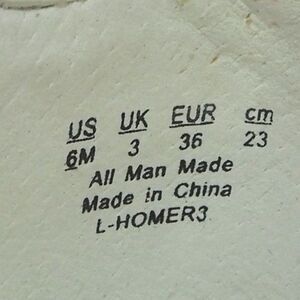 US UK EUR cm
6M 3 36 23
All Man Made
Made in China
L-HOMER3